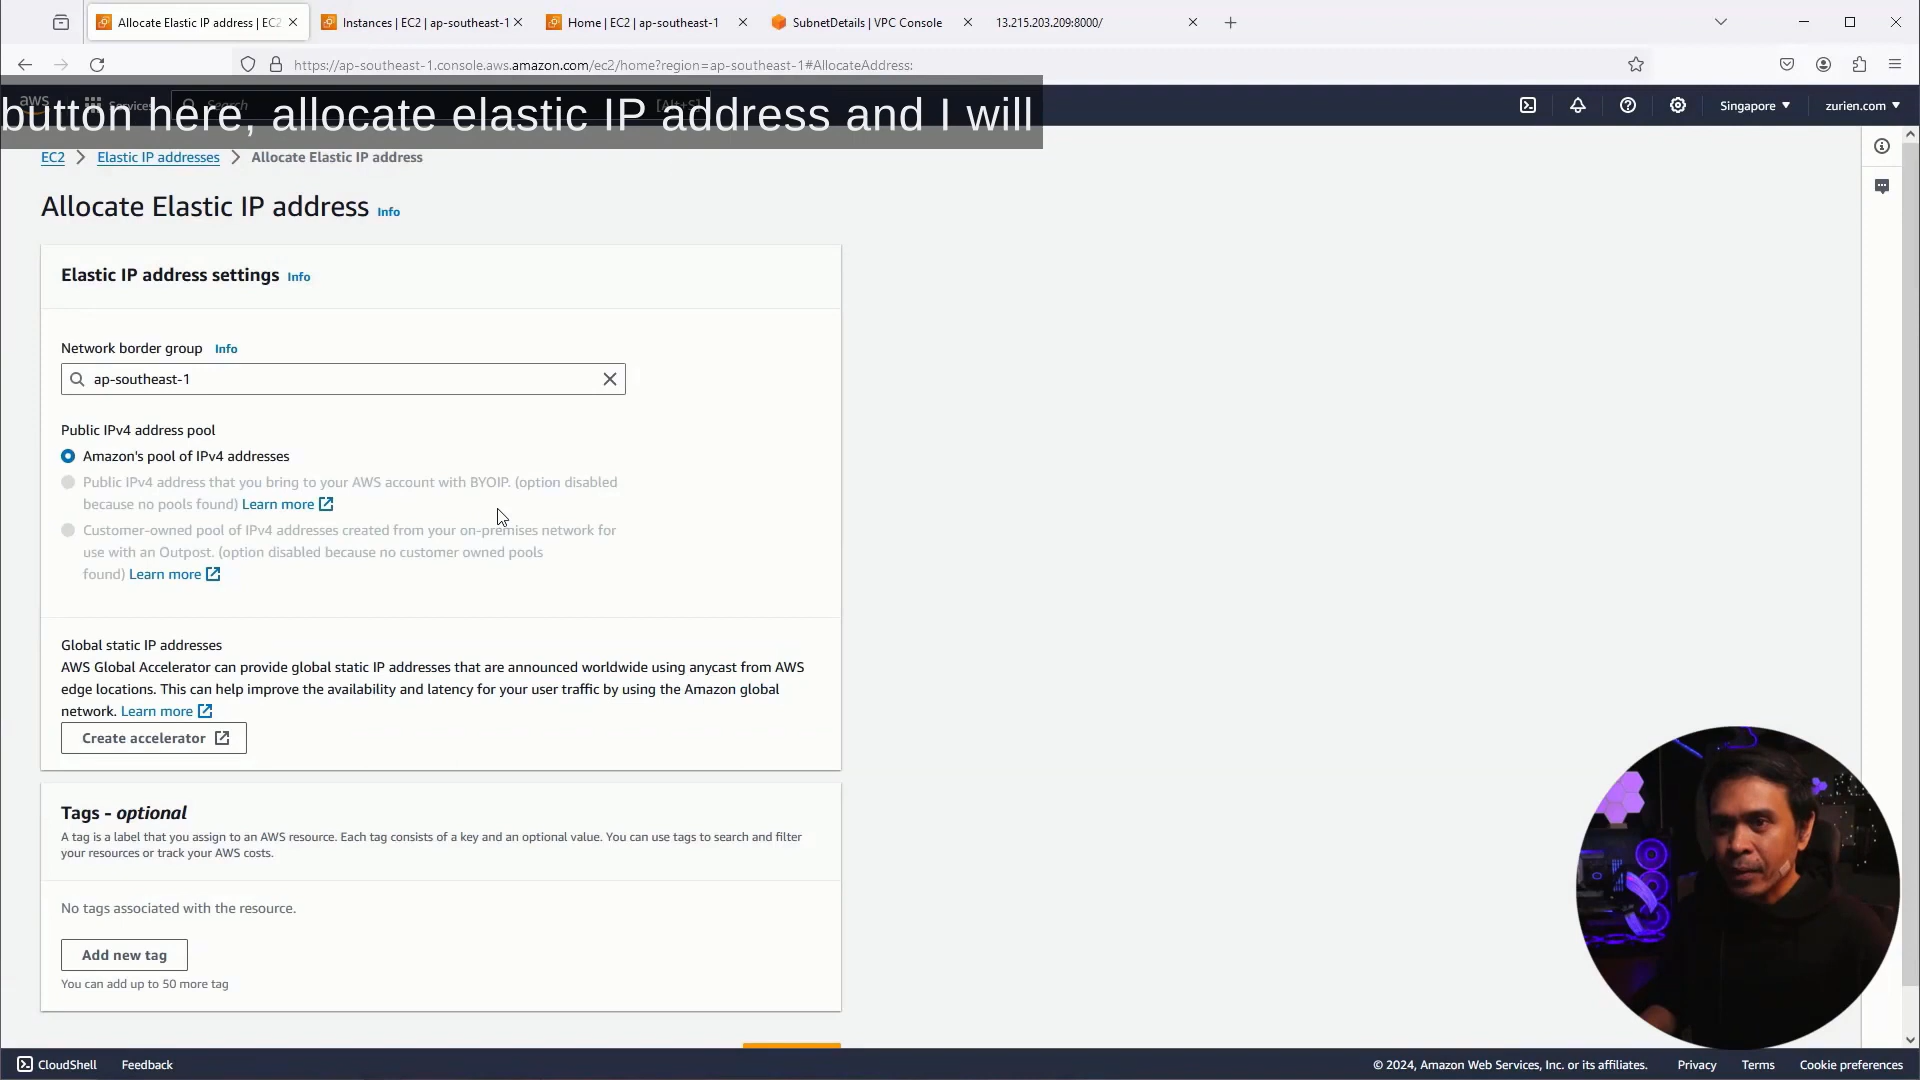 Allocate Elastic IP address | EC2
Instances | EC2 | ap-southeast-1
Home | EC2 | ap-southeast-1
SubnetDetails | VPC Console
13.215.203.209:8000/
https://ap-southeast-1.console.aws.amazon.com/ec2/home?region=ap-southeast-1#AllocateAddress:
aws
Services
Search
[Alt+S]
Singapore
zurien.com
button here, allocate elastic IP address and I will
EC2 > Elastic IP addresses > Allocate Elastic IP address
Allocate Elastic IP address Info
Elastic IP address settings Info
Network border group Info
ap-southeast-1
Public IPv4 address pool
Amazon's pool of IPv4 addresses
Public IPv4 address that you bring to your AWS account with BYOIP. (option disabled
because no pools found) Learn more
Customer-owned pool of IPv4 addresses created from your on-premises network for
use with an Outpost. (option disabled because no customer owned pools
found) Learn more
Global static IP addresses
AWS Global Accelerator can provide global static IP addresses that are announced worldwide using anycast from AWS
edge locations. This can help improve the availability and latency for your user traffic by using the Amazon global
network. Learn more
Create accelerator
Tags - optional
A tag is a label that you assign to an AWS resource. Each tag consists of a key and an optional value. You can use tags to search and filter
your resources or track your AWS costs.
No tags associated with the resource.
Add new tag
You can add up to 50 more tag
CloudShell
Feedback
© 2024, Amazon Web Services, Inc. or its affiliates.
Privacy
Terms
Cookie preferences